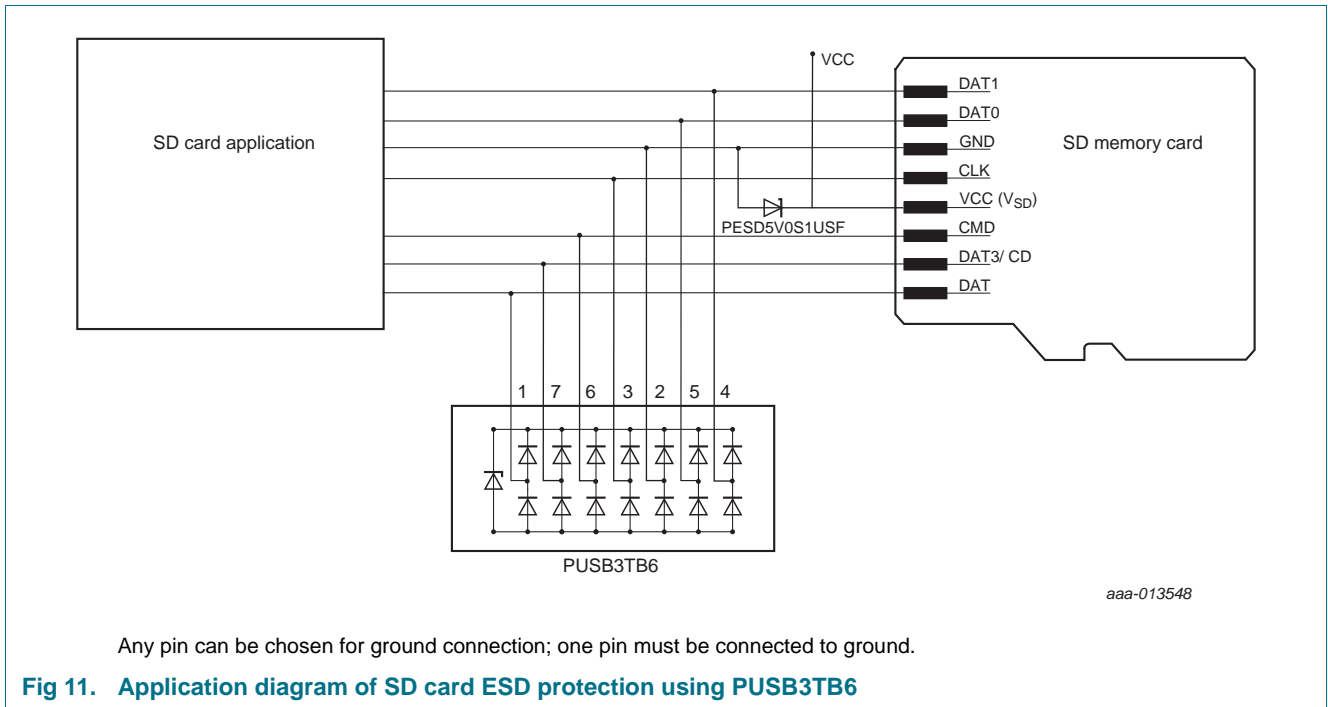 VCC
DAT1
DAT0
SD card application
GND
SD memory card
CLK
VCC (V_SD)
PESD5V0S1USF
CMD
DAT3/ CD
DAT
1 7 6 3 2 5 4
PUSB3TB6
aaa-013548
Any pin can be chosen for ground connection; one pin must be connected to ground.
Fig 11. Application diagram of SD card ESD protection using PUSB3TB6